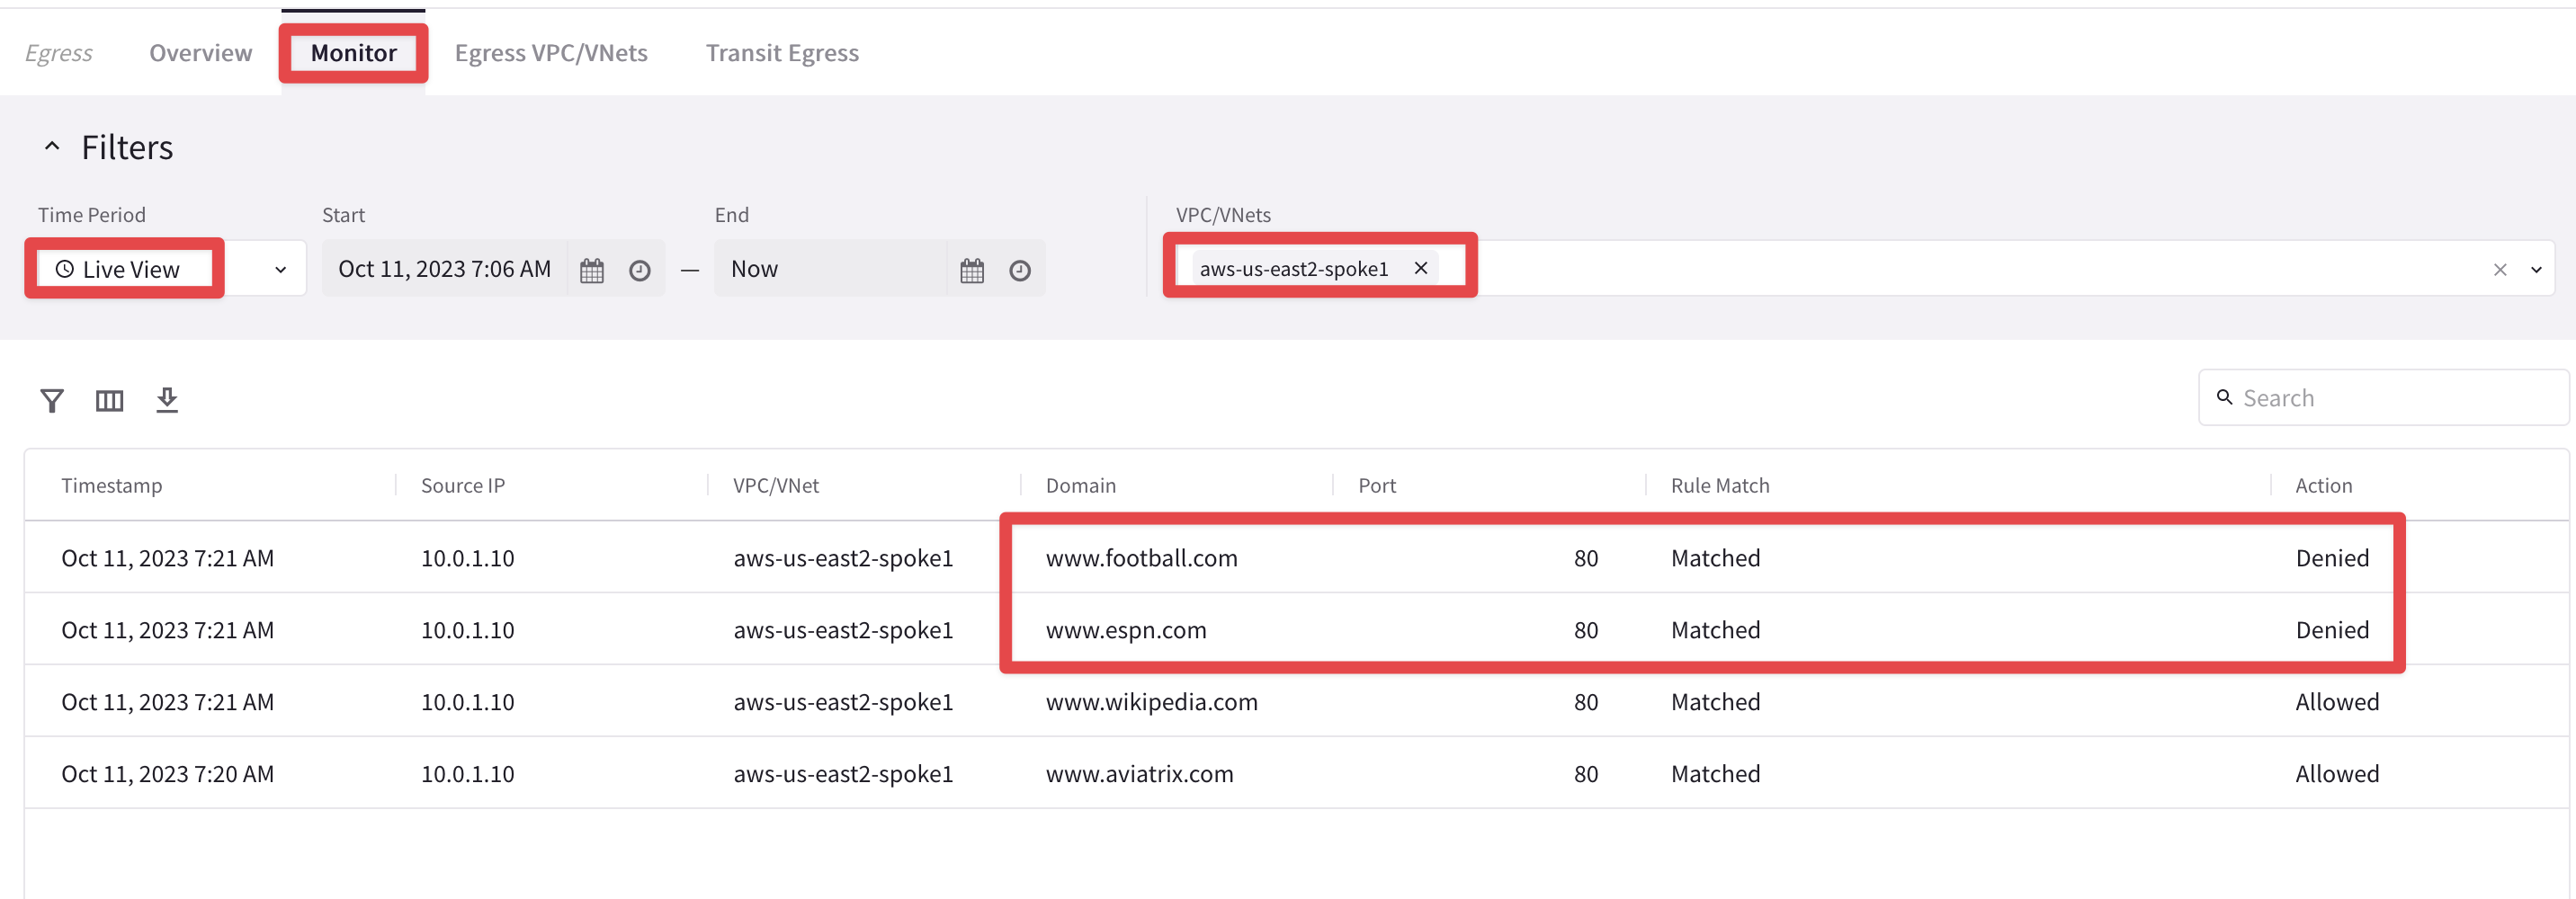 Egress Overview Monitor Egress VPC/VNets Transit Egress
Filters
Time Period Start End VPC/VNets
Live View Oct 11, 2023 7:06 AM — Now aws-us-east2-spoke1
Search
Timestamp Source IP VPC/VNet Domain Port Rule Match Action
Oct 11, 2023 7:21 AM 10.0.1.10 aws-us-east2-spoke1 www.football.com 80 Matched Denied
Oct 11, 2023 7:21 AM 10.0.1.10 aws-us-east2-spoke1 www.espn.com 80 Matched Denied
Oct 11, 2023 7:21 AM 10.0.1.10 aws-us-east2-spoke1 www.wikipedia.com 80 Matched Allowed
Oct 11, 2023 7:20 AM 10.0.1.10 aws-us-east2-spoke1 www.aviatrix.com 80 Matched Allowed